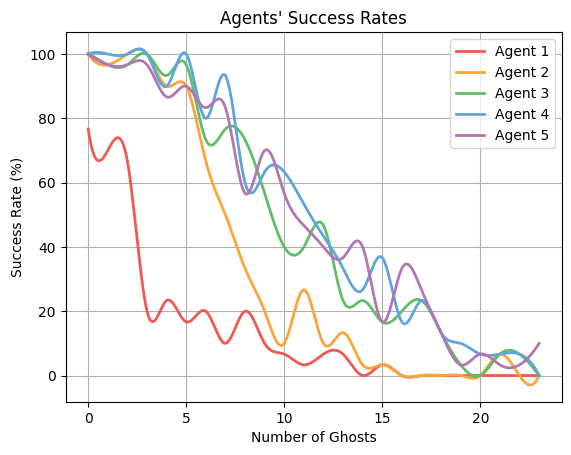 Agents' Success Rates
Agent 1
Agent 2
Agent 3
Agent 4
Agent 5
Success Rate (%)
100
80
60
40
20
0
0 5 10 15 20
Number of Ghosts